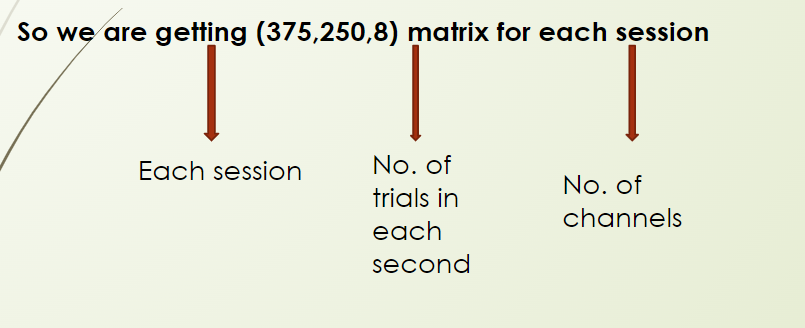 So we are getting (375,250,8) matrix for each session
Each session
No. of
trials in
each
second
No. of
channels